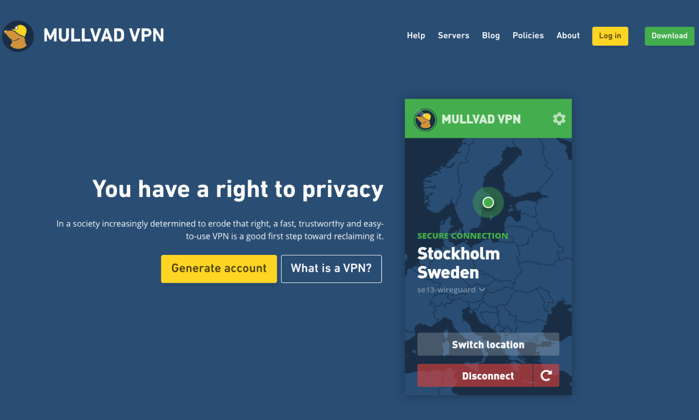 MULLVAD VPN
Help Servers Blog Policies About Log in Download
You have a right to privacy
In a society increasingly determined to erode that right, a fast, trustworthy and easy-
to-use VPN is a good first step toward reclaiming it.
Generate account What is a VPN?
MULLVAD VPN
SECURE CONNECTION
Stockholm
Sweden
se13-wireguard
Switch location
Disconnect